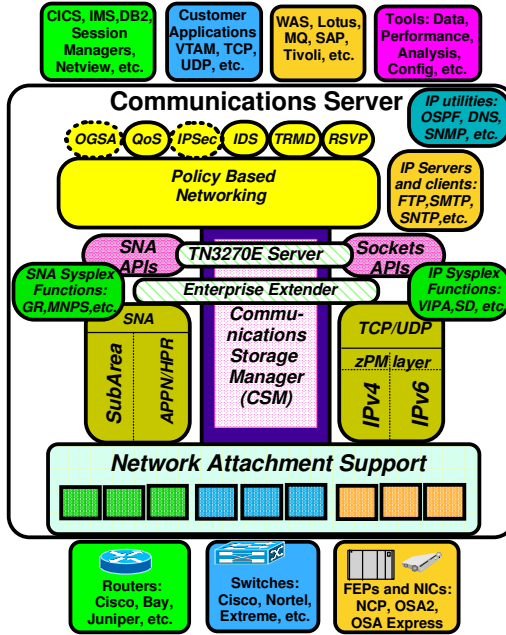 CICS, IMS,DB2,
Session
Managers,
Netview, etc.
Customer
Applications
VTAM, TCP,
UDP, etc.
WAS, Lotus,
MQ, SAP,
Tivoli, etc.
Tools: Data,
Performance,
Analysis,
Config, etc.
Communications Server
IP utilities:
OSPF, DNS,
SNMP, etc.
OGSA
QoS
IPSec
IDS
TRMD
RSVP
Policy Based
Networking
IP Servers
and clients:
FTP,SMTP,
SNTP,etc.
SNA
APIs
TN3270E Server
Sockets
APIs
SNA Sysplex
Functions:
GR,MNPS,etc.
Enterprise Extender
IP Sysplex
Functions:
VIPA,SD, etc.
SNA
SubArea
APPN/HPR
Commu-
nications
Storage
Manager
(CSM)
TCP/UDP
zPM layer
IPv4
IPv6
Network Attachment Support
Routers:
Cisco, Bay,
Juniper, etc.
Switches:
Cisco, Nortel,
Extreme, etc.
FEPs and NICs:
NCP, OSA2,
OSA Express